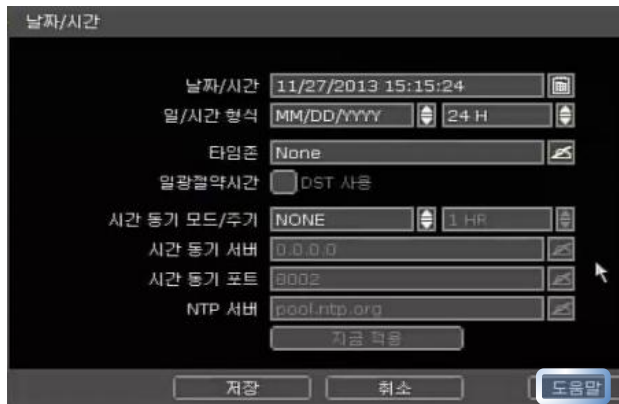 날짜/시간
날짜/시간 11/27/2013 15:15:24
일/시간 형식 MM/DD/YYYY 24 H
타임존 None
일광절약시간 DST 사용
시간 동기 모드/주기 NONE 1 HR
시간 동기 서버 0.0.0.0
시간 동기 포트 8002
NTP 서버 pool.ntp.org
지금 적용
저장 취소 도움말